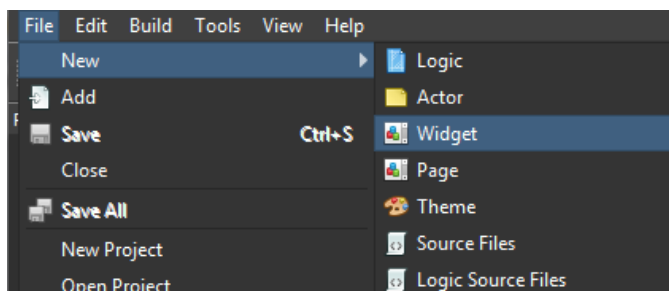 File Edit Build Tools View Help
New
Add
Save Ctrl+S
Close
Save All
New Project
Open Project
Logic
Actor
Widget
Page
Theme
Source Files
Logic Source Files